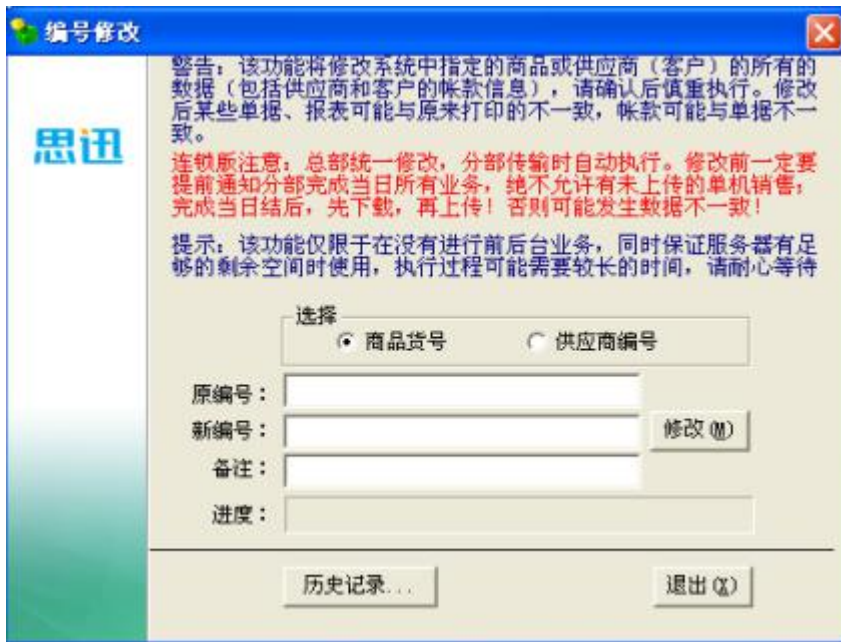 编号修改
思迅
警告：该功能将修改系统中指定的商品或供应商（客户）的所有的
数据（包括供应商和客户的帐款信息），请确认后慎重执行。修改
后某些单据、报表可能与原来打印的不一致，帐款可能与单据不一
致。
连锁版注意：总部统一修改，分部传输时自动执行。修改前一定要
提前通知分部完成当日所有业务，绝不允许有未上传的单机销售；
完成当日结后，先下载，再上传！否则可能发生数据不一致！
提示：该功能仅限于在没有进行前后台业务，同时保证服务器有足
够的剩余空间时使用，执行过程可能需要较长的时间，请耐心等待
选择
商品货号 供应商编号
原编号：
新编号： 修改(M)
备注：
进度：
历史记录... 退出(X)